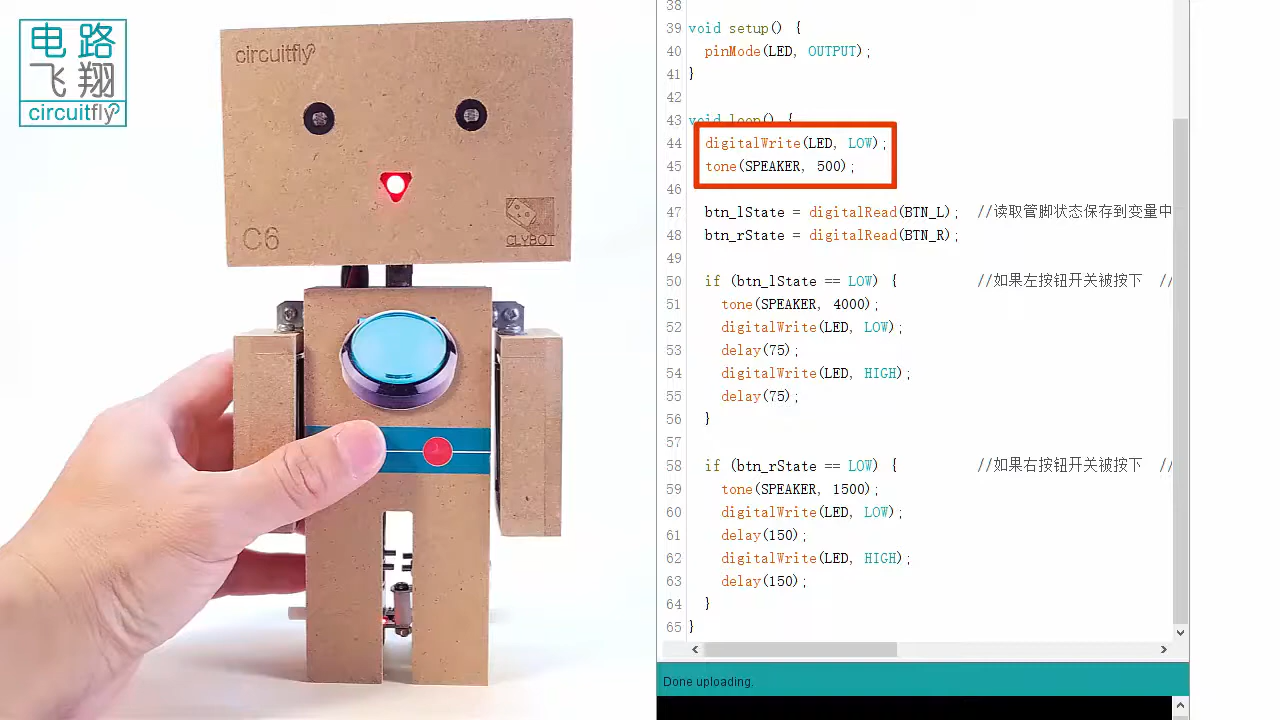 电路
飞翔
circuitfly
circuitfly
C6
CLYBOT
38
39 void setup() {
40 pinMode(LED, OUTPUT);
41 }
42
43 void loop() {
44 digitalWrite(LED, LOW);
45 tone(SPEAKER, 500);
46
47 btn_lState = digitalRead(BTN_L); //读取管脚状态保存到变量中
48 btn_rState = digitalRead(BTN_R);
49
50 if (btn_lState == LOW) { //如果左按钮开关被按下 //
51 tone(SPEAKER, 4000);
52 digitalWrite(LED, LOW);
53 delay(75);
54 digitalWrite(LED, HIGH);
55 delay(75);
56 }
57
58 if (btn_rState == LOW) { //如果右按钮开关被按下 //
59 tone(SPEAKER, 1500);
60 digitalWrite(LED, LOW);
61 delay(150);
62 digitalWrite(LED, HIGH);
63 delay(150);
64 }
65 }
Done uploading.